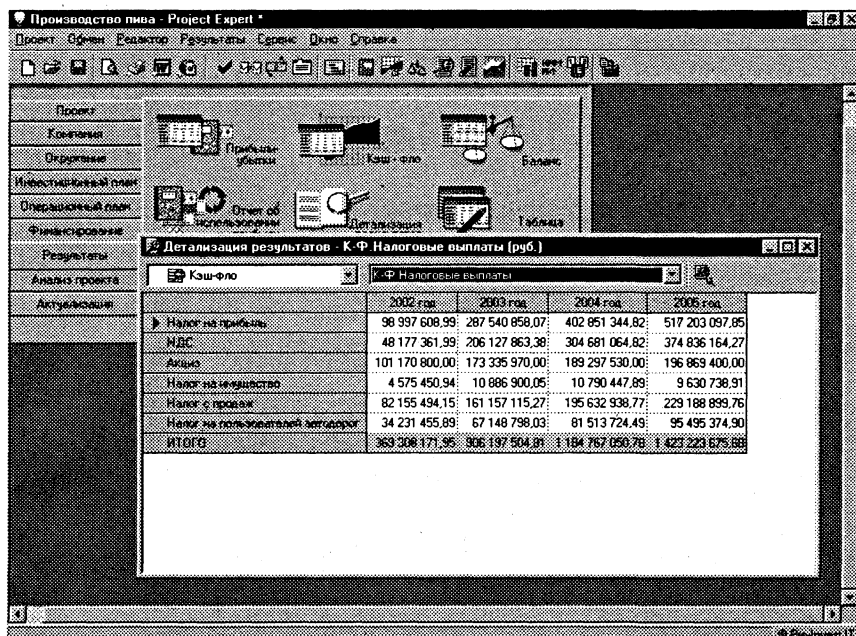 Производство пива - Project Expert *
Проект Обмен Редактор Результаты Сервис Окно Справка
Проект
Компания
Окружение
Инвестиционный план
Операционный план
Финансирование
Результаты
Анализ проекта
Актуализация
Прибыли-убытки
Кэш - фло
Баланс
Отчет об использовании
Детализация
Таблица
Детализация результатов - К-Ф.Налоговые выплаты (руб.)
Кэш-фло К-Ф.Налоговые выплаты
2002 год 2003 год 2004 год 2005 год
Налог на прибыль 98 997 608,99 287 540 858,07 402 851 344,82 517 203 097,85
НДС 48 177 361,99 206 127 863,38 304 681 064,82 374 836 164,27
Акциз 101 170 800,00 173 335 970,00 189 297 530,00 196 869 400,00
Налог на имущество 4 575 450,94 10 886 900,05 10 790 447,89 9 630 738,91
Налог с продаж 82 155 494,15 161 157 115,27 195 632 938,77 229 188 899,76
Налог на пользователей автодорог 34 231 455,89 67 148 798,03 81 513 724,49 95 495 374,90
ИТОГО 369 308 171,95 906 197 504,81 1 184 767 050,78 1 423 223 675,68